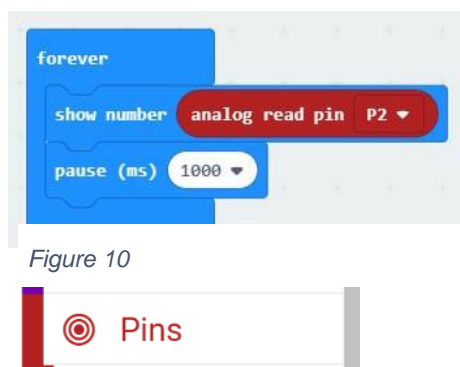 forever
show number analog read pin P2
pause (ms) 1000
Figure 10
Pins